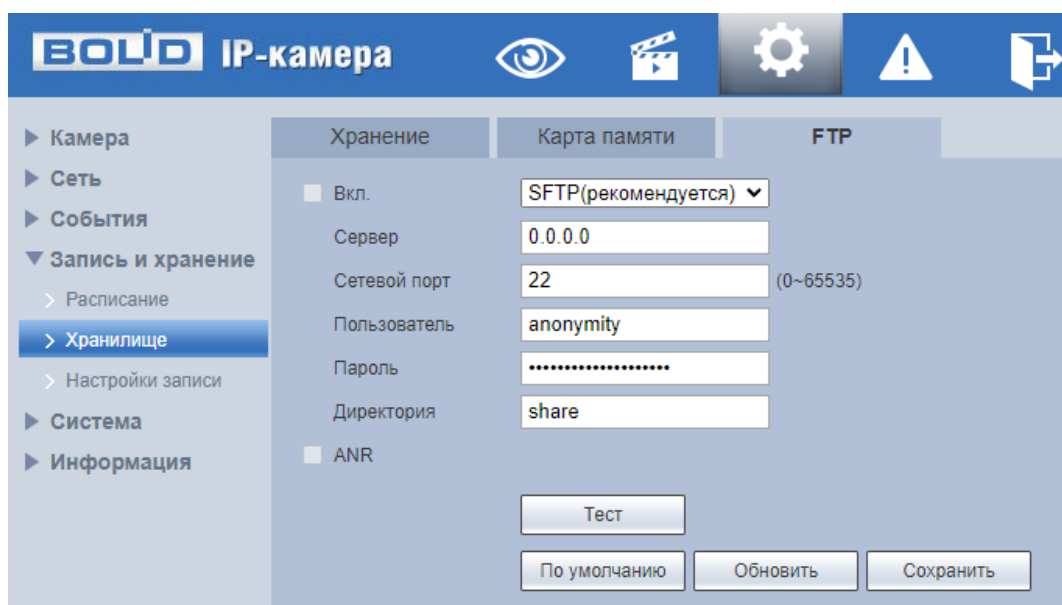 BOLID IP-камера
Камера
Сеть
События
Запись и хранение
Расписание
Хранилище
Настройки записи
Система
Информация
Хранение Карта памяти FTP
Вкл. SFTP(рекомендуется)
Сервер 0.0.0.0
Сетевой порт 22 (0~65535)
Пользователь anonymity
Пароль ••••••••••••••••••••
Директория share
ANR
Тест
По умолчанию Обновить Сохранить